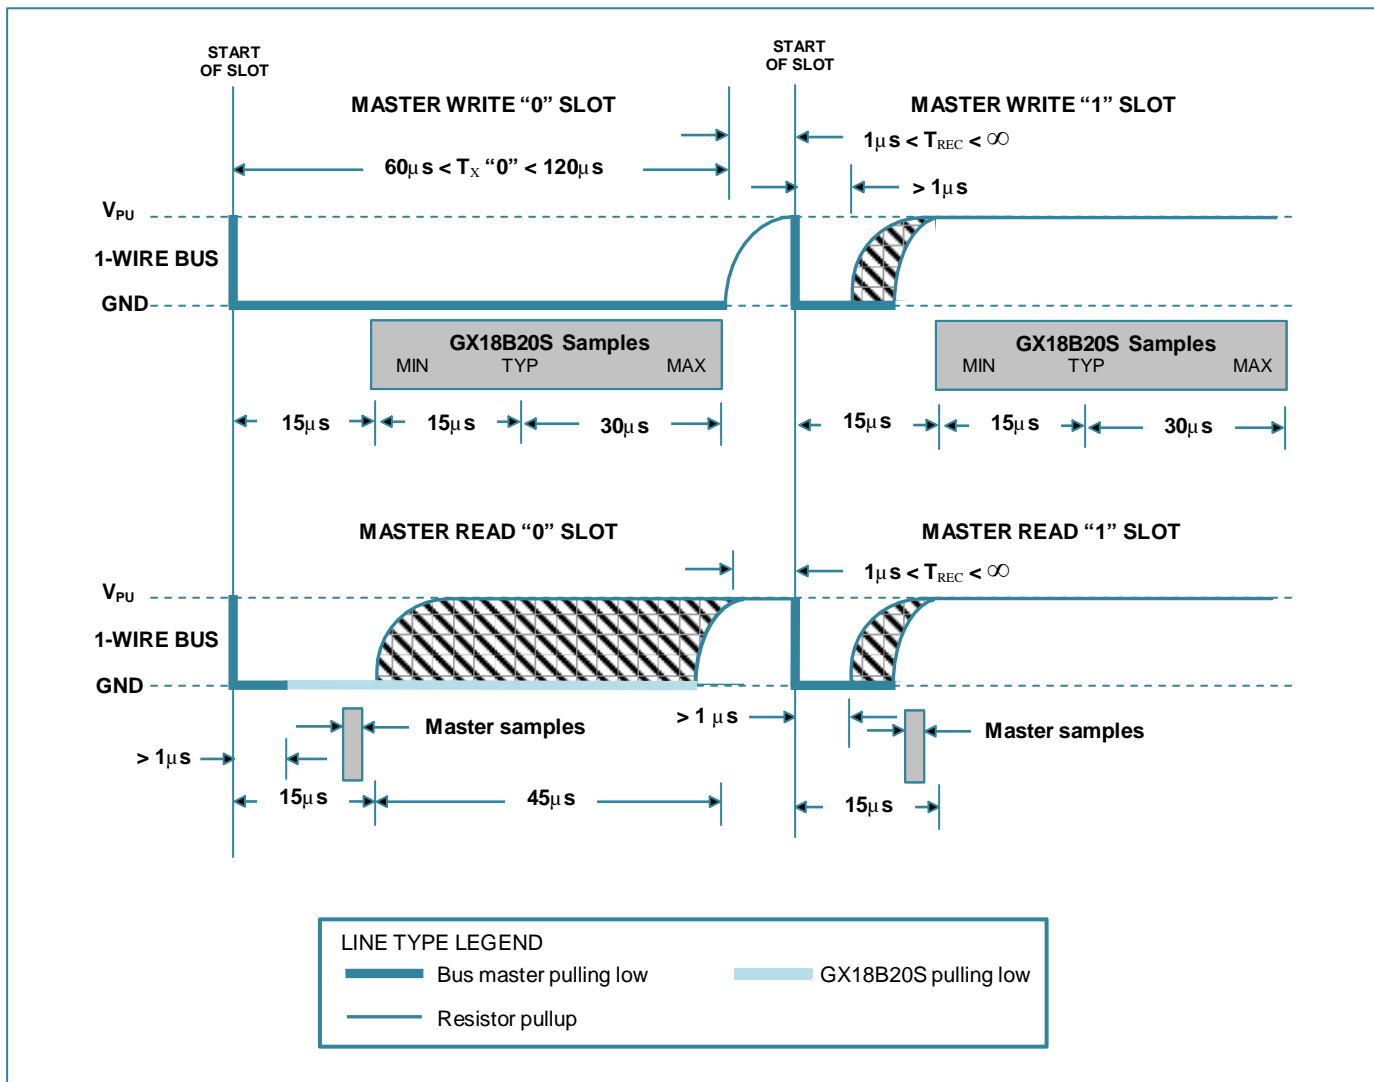 START
OF SLOT
START
OF SLOT
MASTER WRITE “0” SLOT
MASTER WRITE “1” SLOT
1μs < TREC < ∞
60μs < TX “0” < 120μs
> 1μs
VPU
1-WIRE BUS
GND
GX18B20S Samples
MIN TYP MAX
GX18B20S Samples
MIN TYP MAX
15μs 15μs 30μs
15μs 15μs 30μs
MASTER READ “0” SLOT
MASTER READ “1” SLOT
1μs < TREC < ∞
VPU
1-WIRE BUS
GND
> 1 μs
Master samples
Master samples
> 1μs
15μs 45μs
15μs
LINE TYPE LEGEND
Bus master pulling low
GX18B20S pulling low
Resistor pullup